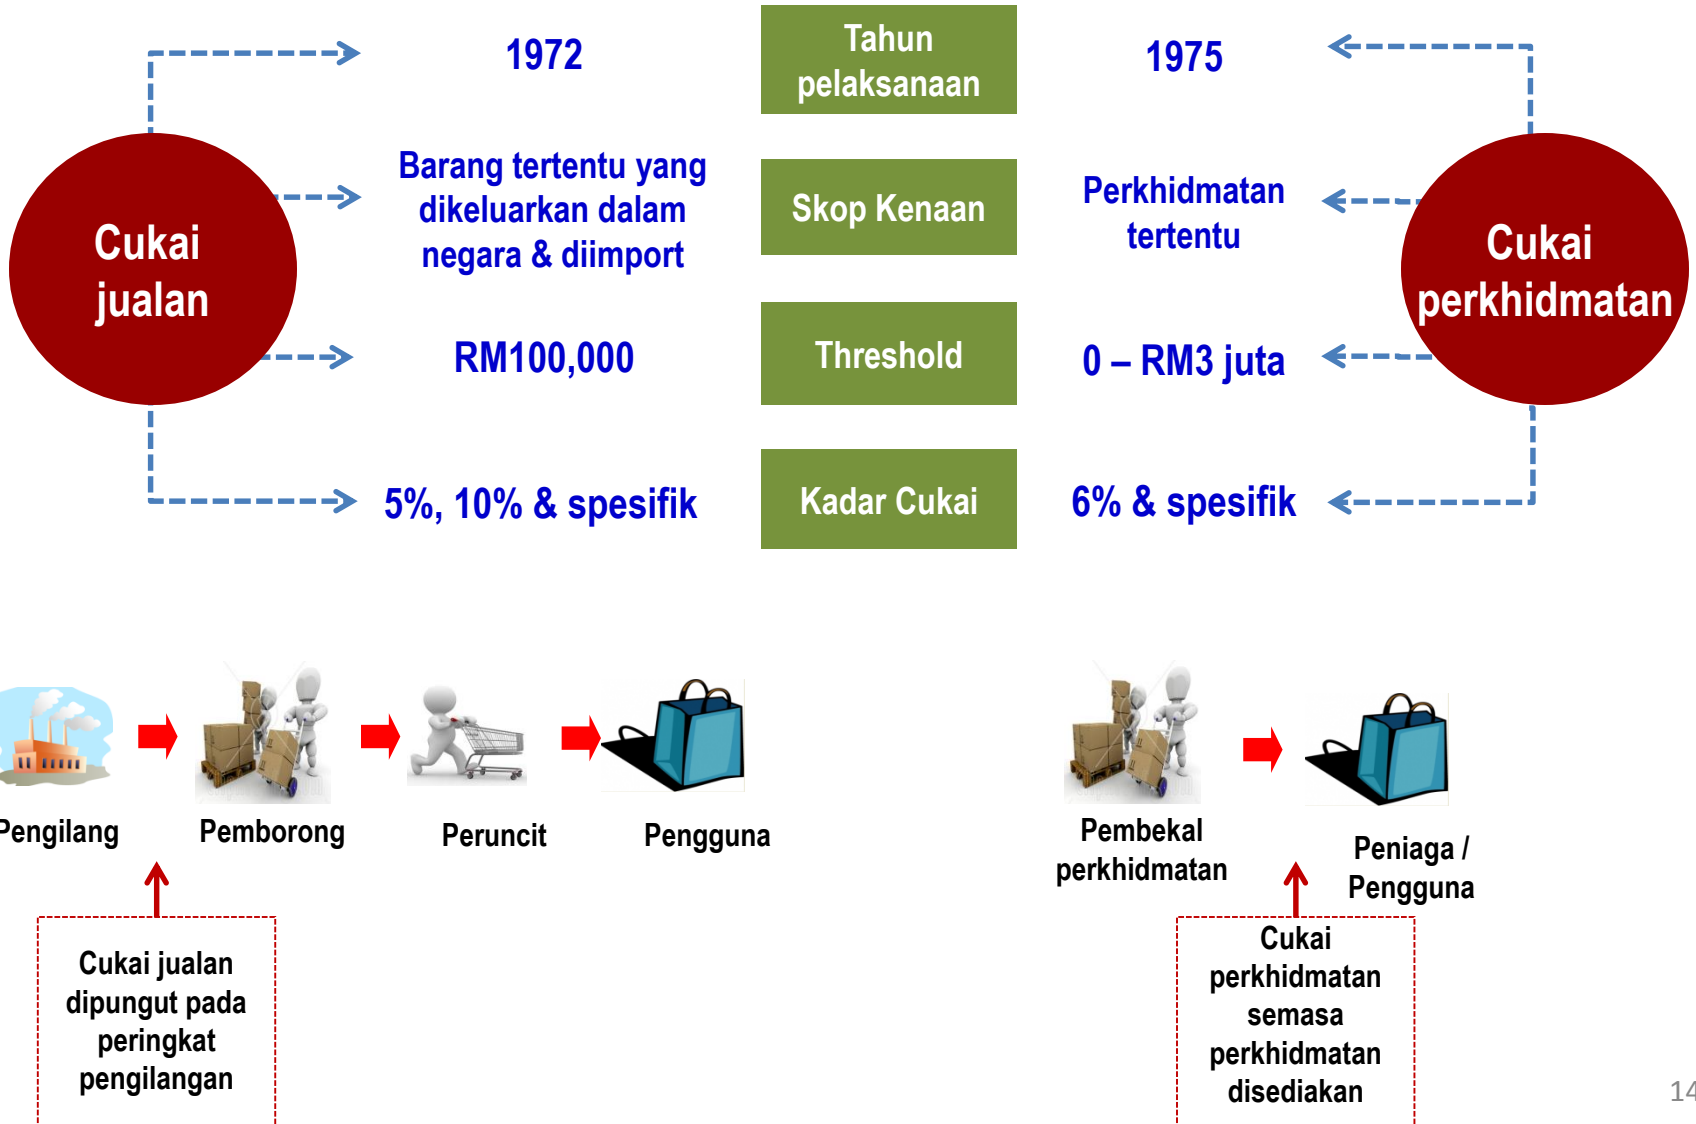 1972
Tahun
pelaksanaan
1975
Cukai
jualan
Barang tertentu yang
dikeluarkan dalam
negara & diimport
Skop Kenaan
Perkhidmatan
tertentu
Cukai
perkhidmatan
RM100,000
Threshold
0 – RM3 juta
5%, 10% & spesifik
Kadar Cukai
6% & spesifik
Pengilang
Pemborong
Peruncit
Pengguna
Pembekal
perkhidmatan
Peniaga /
Pengguna
Cukai jualan
dipungut pada
peringkat
pengilangan
Cukai
perkhidmatan
semasa
perkhidmatan
disediakan
14